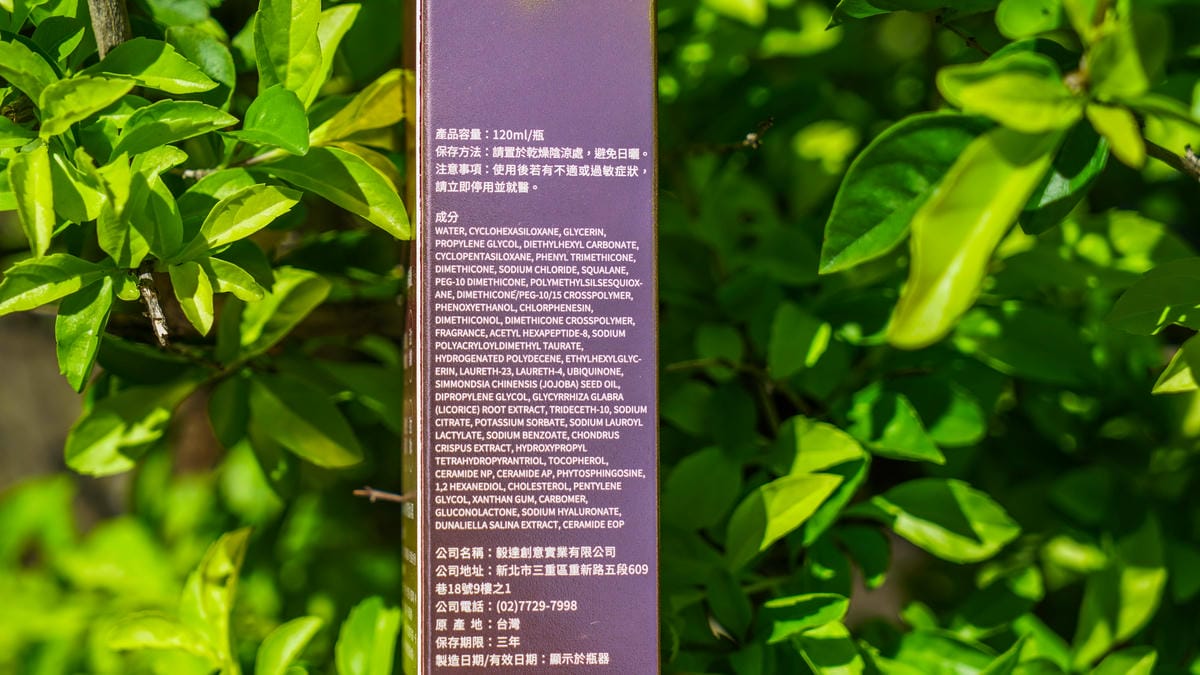 產品容量：120ml/瓶
保存方法：請置於乾燥陰涼處，避免日曬。
注意事項：使用後若有不適或過敏症狀，
請立即停用並就醫。
成分
WATER, CYCLOHEXASILOXANE, GLYCERIN,
PROPYLENE GLYCOL, DIETHYLHEXYL CARBONATE,
CYCLOPENTASILOXANE, PHENYL TRIMETHICONE,
DIMETHICONE, SODIUM CHLORIDE, SQUALANE,
PEG-10 DIMETHICONE, POLYMETHYLSILSESQUIOX-
ANE, DIMETHICONE/PEG-10/15 CROSSPOLYMER,
PHENOXYETHANOL, CHLORPHENESIN,
DIMETHICONOL, DIMETHICONE CROSSPOLYMER,
FRAGRANCE, ACETYL HEXAPEPTIDE-8, SODIUM
POLYACRYLOYLDIMETHYL TAURATE,
HYDROGENATED POLYDECENE, ETHYLHEXYLGLYC-
ERIN, LAURETH-23, LAURETH-4, UBIQUINONE,
SIMMONDSIA CHINENSIS (JOJOBA) SEED OIL,
DIPROPYLENE GLYCOL, GLYCYRRHIZA GLABRA
(LICORICE) ROOT EXTRACT, TRIDECETH-10, SODIUM
CITRATE, POTASSIUM SORBATE, SODIUM LAUROYL
LACTYLATE, SODIUM BENZOATE, CHONDRUS
CRISPUS EXTRACT, HYDROXYPROPYL
TETRAHYDROPYRANTRIOL, TOCOPHEROL,
CERAMIDE NP, CERAMIDE AP, PHYTOSPHINGOSINE,
1,2 HEXANEDIOL, CHOLESTEROL, PENTYLENE
GLYCOL, XANTHAN GUM, CARBOMER,
GLUCONOLACTONE, SODIUM HYALURONATE,
DUNALIELLA SALINA EXTRACT, CERAMIDE EOP
公司名稱：毅達創意實業有限公司
公司地址：新北市三重區重新路五段609
巷18號9樓之1
公司電話：(02)7729-7998
原 產 地：台灣
保存期限：三年
製造日期/有效日期：顯示於瓶器